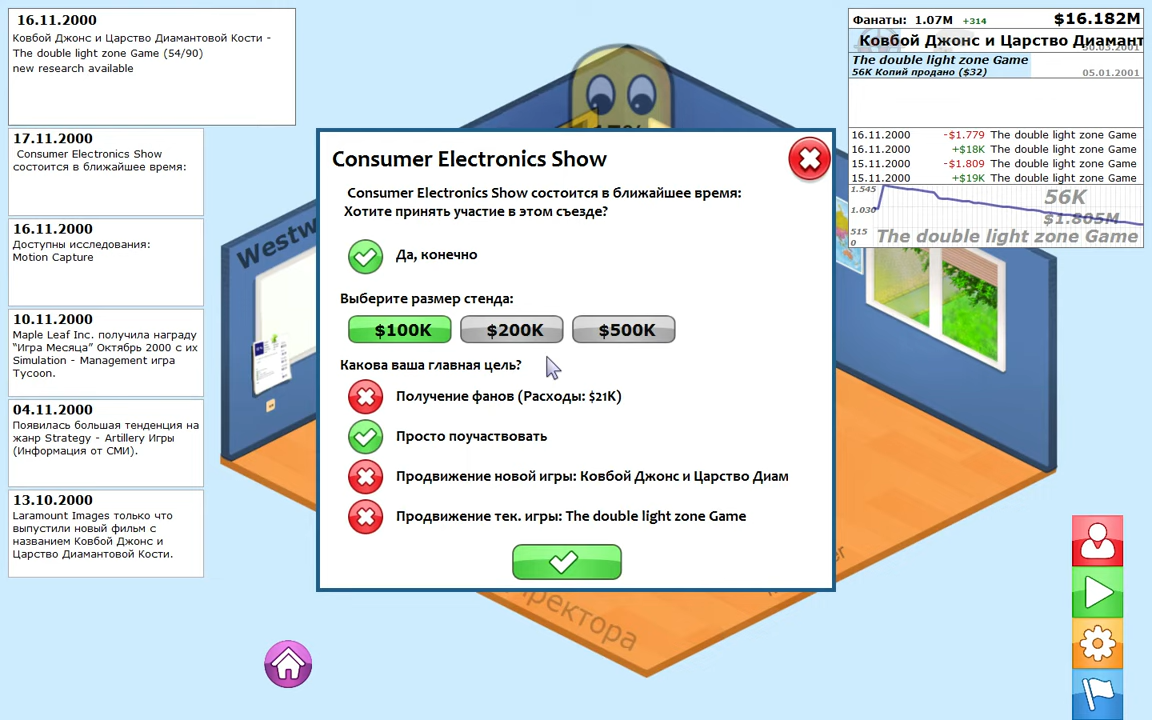 16.11.2000
Ковбой Джонс и Царство Диамантовой Кости -
The double light zone Game (54/90)
new research available
17.11.2000
Consumer Electronics Show
состоится в ближайшее время:
16.11.2000
Доступны исследования:
Motion Capture
10.11.2000
Maple Leaf Inc. получила награду
"Игра Месяца" Октябрь 2000 с их
Simulation - Management игра
Tycoon.
04.11.2000
Появилась большая тенденция на
жанр Strategy - Artillery Игры
(Информация от СМИ).
13.10.2000
Laramount Images только что
выпустили новый фильм с
названием Ковбой Джонс и
Царство Диамантовой Кости.
Westw
Consumer Electronics Show
Consumer Electronics Show состоится в ближайшее время:
Хотите принять участие в этом съезде?
Да, конечно
Выберите размер стенда:
$100K $200K $500K
Какова ваша главная цель?
Получение фанов (Расходы: $21K)
Просто поучаствовать
Продвижение новой игры: Ковбой Джонс и Царство Диам
Продвижение тек. игры: The double light zone Game
директора
Фанаты: 1.07M +314 $16.182M
Ковбой Джонс и Царство Диамант
30.03.2001
The double light zone Game
56K Копий продано ($32) 05.01.2001
16.11.2000 -$1.779 The double light zone Game
16.11.2000 +$18K The double light zone Game
15.11.2000 -$1.809 The double light zone Game
15.11.2000 +$19K The double light zone Game
1.545
1.030
515
0
56K
$1.805M
The double light zone Game